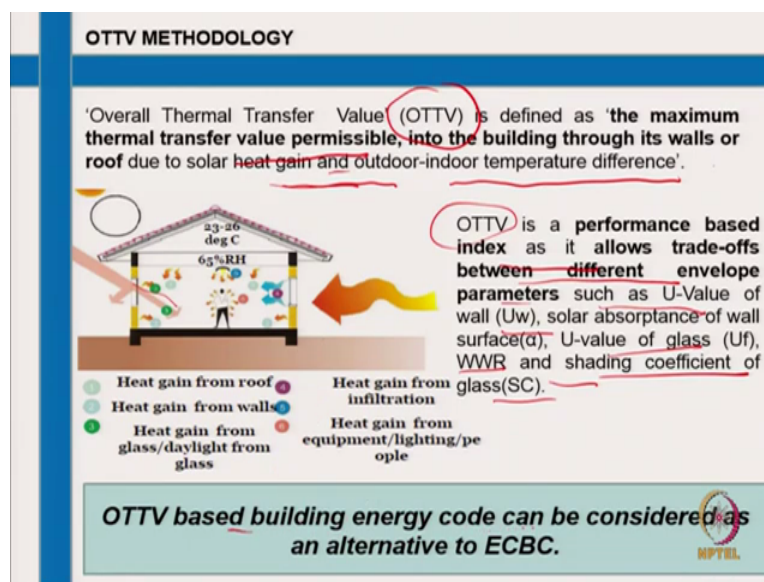 OTTV METHODOLOGY
'Overall Thermal Transfer Value' (OTTV) is defined as 'the maximum
thermal transfer value permissible, into the building through its walls or
roof due to solar heat gain and outdoor-indoor temperature difference'.
23-26
deg C
65%RH
1 Heat gain from roof
2 Heat gain from walls
3 Heat gain from
glass/daylight from
glass
4 Heat gain from
infiltration
5
6 Heat gain from
equipment/lighting/pe
ople
OTTV is a performance based
index as it allows trade-offs
between different envelope
parameters such as U-Value of
wall (Uw), solar absorptance of wall
surface(α), U-value of glass (Uf),
WWR and shading coefficient of
glass(SC).
OTTV based building energy code can be considered as
an alternative to ECBC.
NPTEL